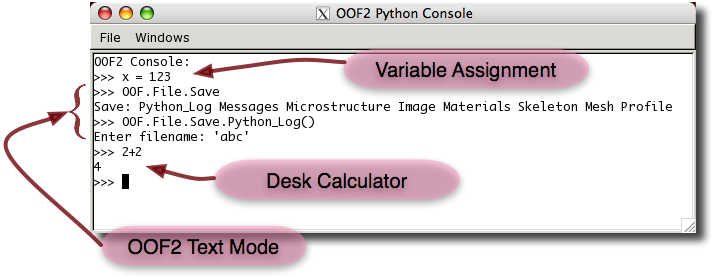 OOF2 Python Console
File Windows
OOF2 Console:
>>> x = 123
>>> OOF.File.Save
Save: Python_Log Messages Microstructure Image Materials Skeleton Mesh Profile
>>> OOF.File.Save.Python_Log()
Enter filename: 'abc'
>>> 2+2
4
>>>
Variable Assignment
Desk Calculator
OOF2 Text Mode